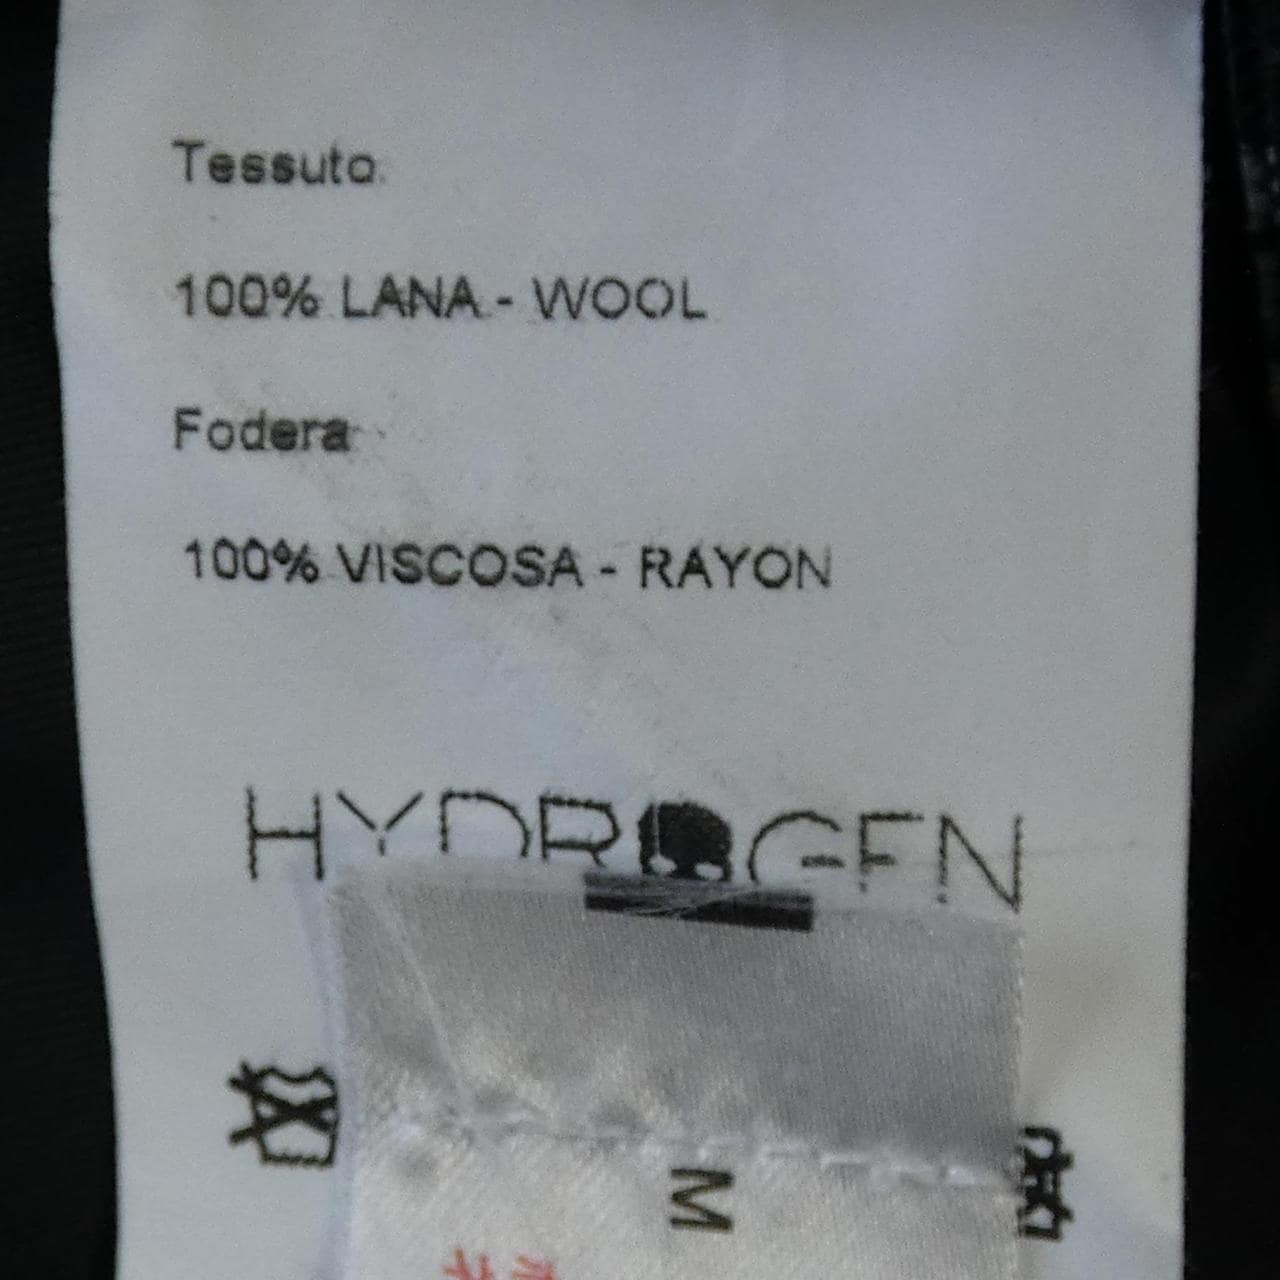 Tessuto
100% LANA - WOOL
Fodera
100% VISCOSA - RAYON
HYDROGEN
M